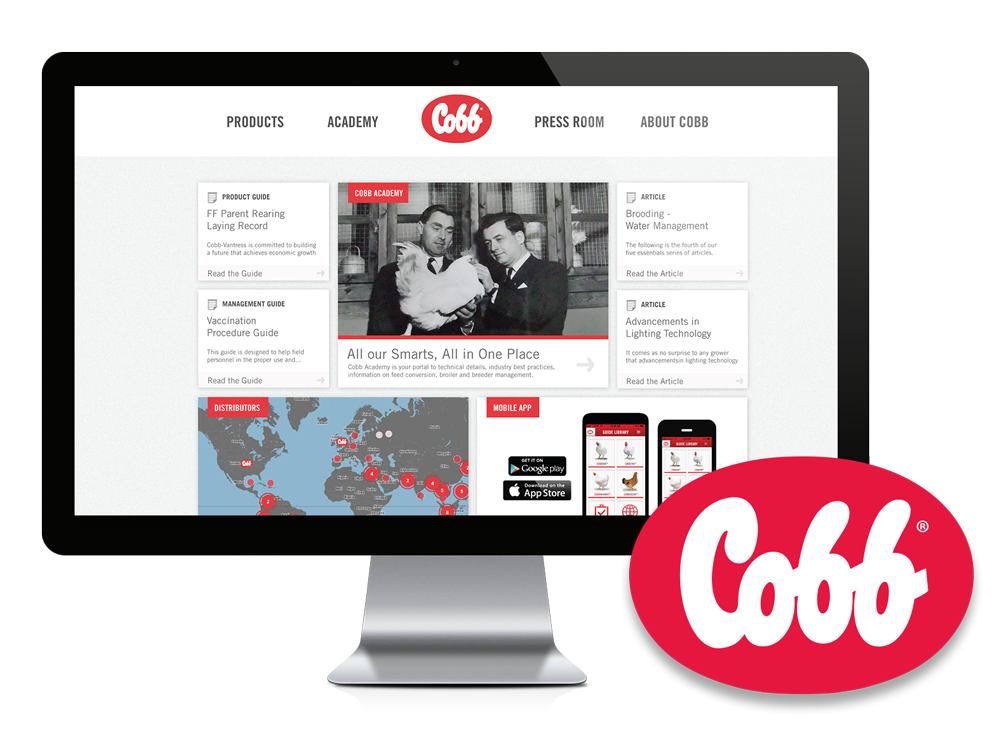 PRODUCTS
ACADEMY
Cobb
PRESS ROOM
ABOUT COBB
PRODUCT GUIDE
FF Parent Rearing
Laying Record
Cobb-Vantress is committed to building
a future that achieves economic growth
Read the Guide
MANAGEMENT GUIDE
Vaccination
Procedure Guide
This guide is designed to help field
personnel in the proper use and...
Read the Guide
COBB ACADEMY
All our Smarts, All in One Place
Cobb Academy is your portal to technical details, industry best practices,
information on feed conversion, broiler and breeder management.
ARTICLE
Brooding -
Water Management
The following is the fourth of our
five essentials series of articles.
Read the Article
ARTICLE
Advancements in
Lighting Technology
It comes as no surprise to any grower
that advancementsin lighting technology
Read the Article
DISTRIBUTORS
Cobb
Cobb
MOBILE APP
GET IT ON
Google play
Download on the
App Store
GUIDE LIBRARY
GUIDE LIBRARY
Cobb®